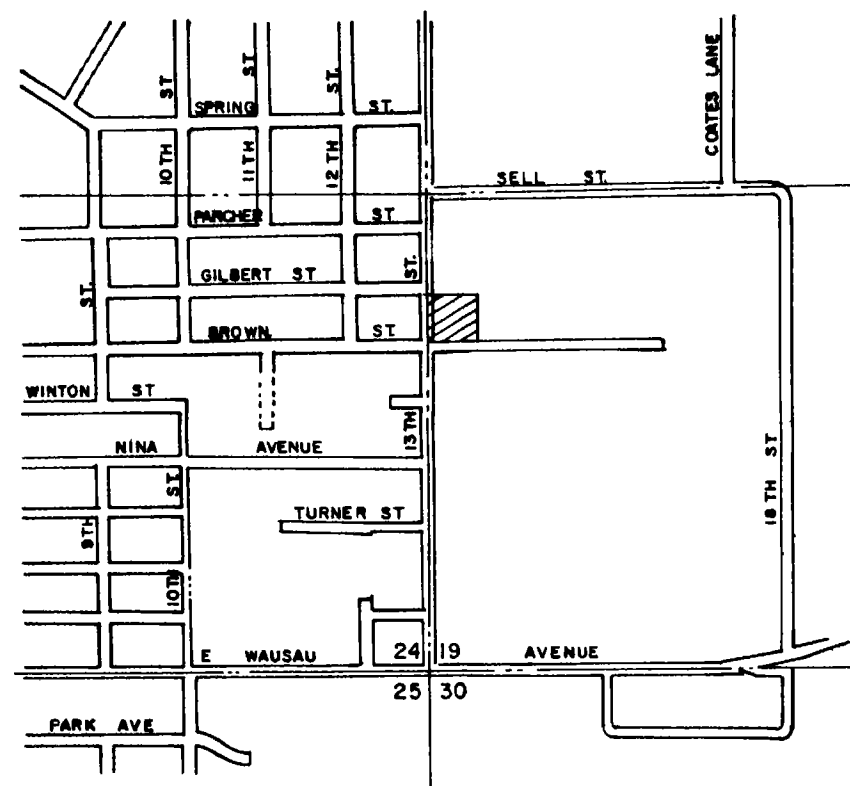 COATES LANE
10TH ST
11TH ST
12TH ST.
SPRING ST.
SELL ST.
PARCHER ST.
GILBERT ST
ST.
ST.
BROWN. ST.
WINTON ST
NINA AVENUE
13TH
18TH ST
TURNER ST
9TH
10TH ST.
E WAUSAU AVENUE
24 19
25 30
PARK AVE